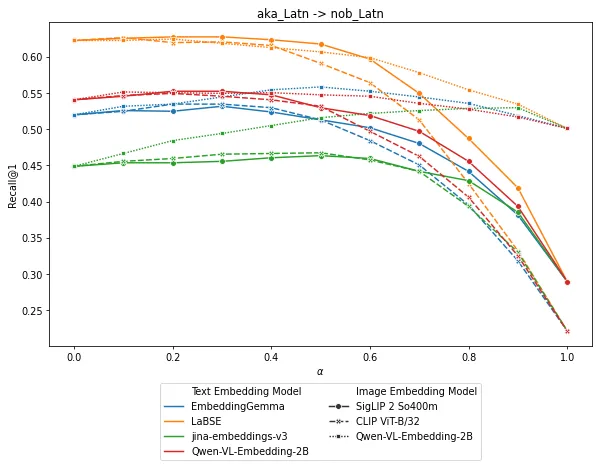 aka_Latn -> nob_Latn
Recall@1
0.60
0.55
0.50
0.45
0.40
0.35
0.30
0.25
0.0 0.2 0.4 0.6 0.8 1.0
α
Text Embedding Model Image Embedding Model
EmbeddingGemma SigLIP 2 So400m
LaBSE CLIP ViT-B/32
jina-embeddings-v3 Qwen-VL-Embedding-2B
Qwen-VL-Embedding-2B